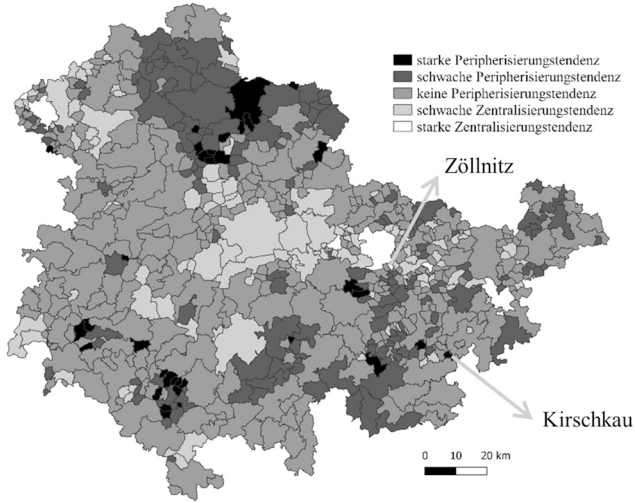 starke Peripherisierungstendenz
schwache Peripherisierungstendenz
keine Peripherisierungstendenz
schwache Zentralisierungstendenz
starke Zentralisierungstendenz
Zöllnitz
Kirschkau
0 10 20 km